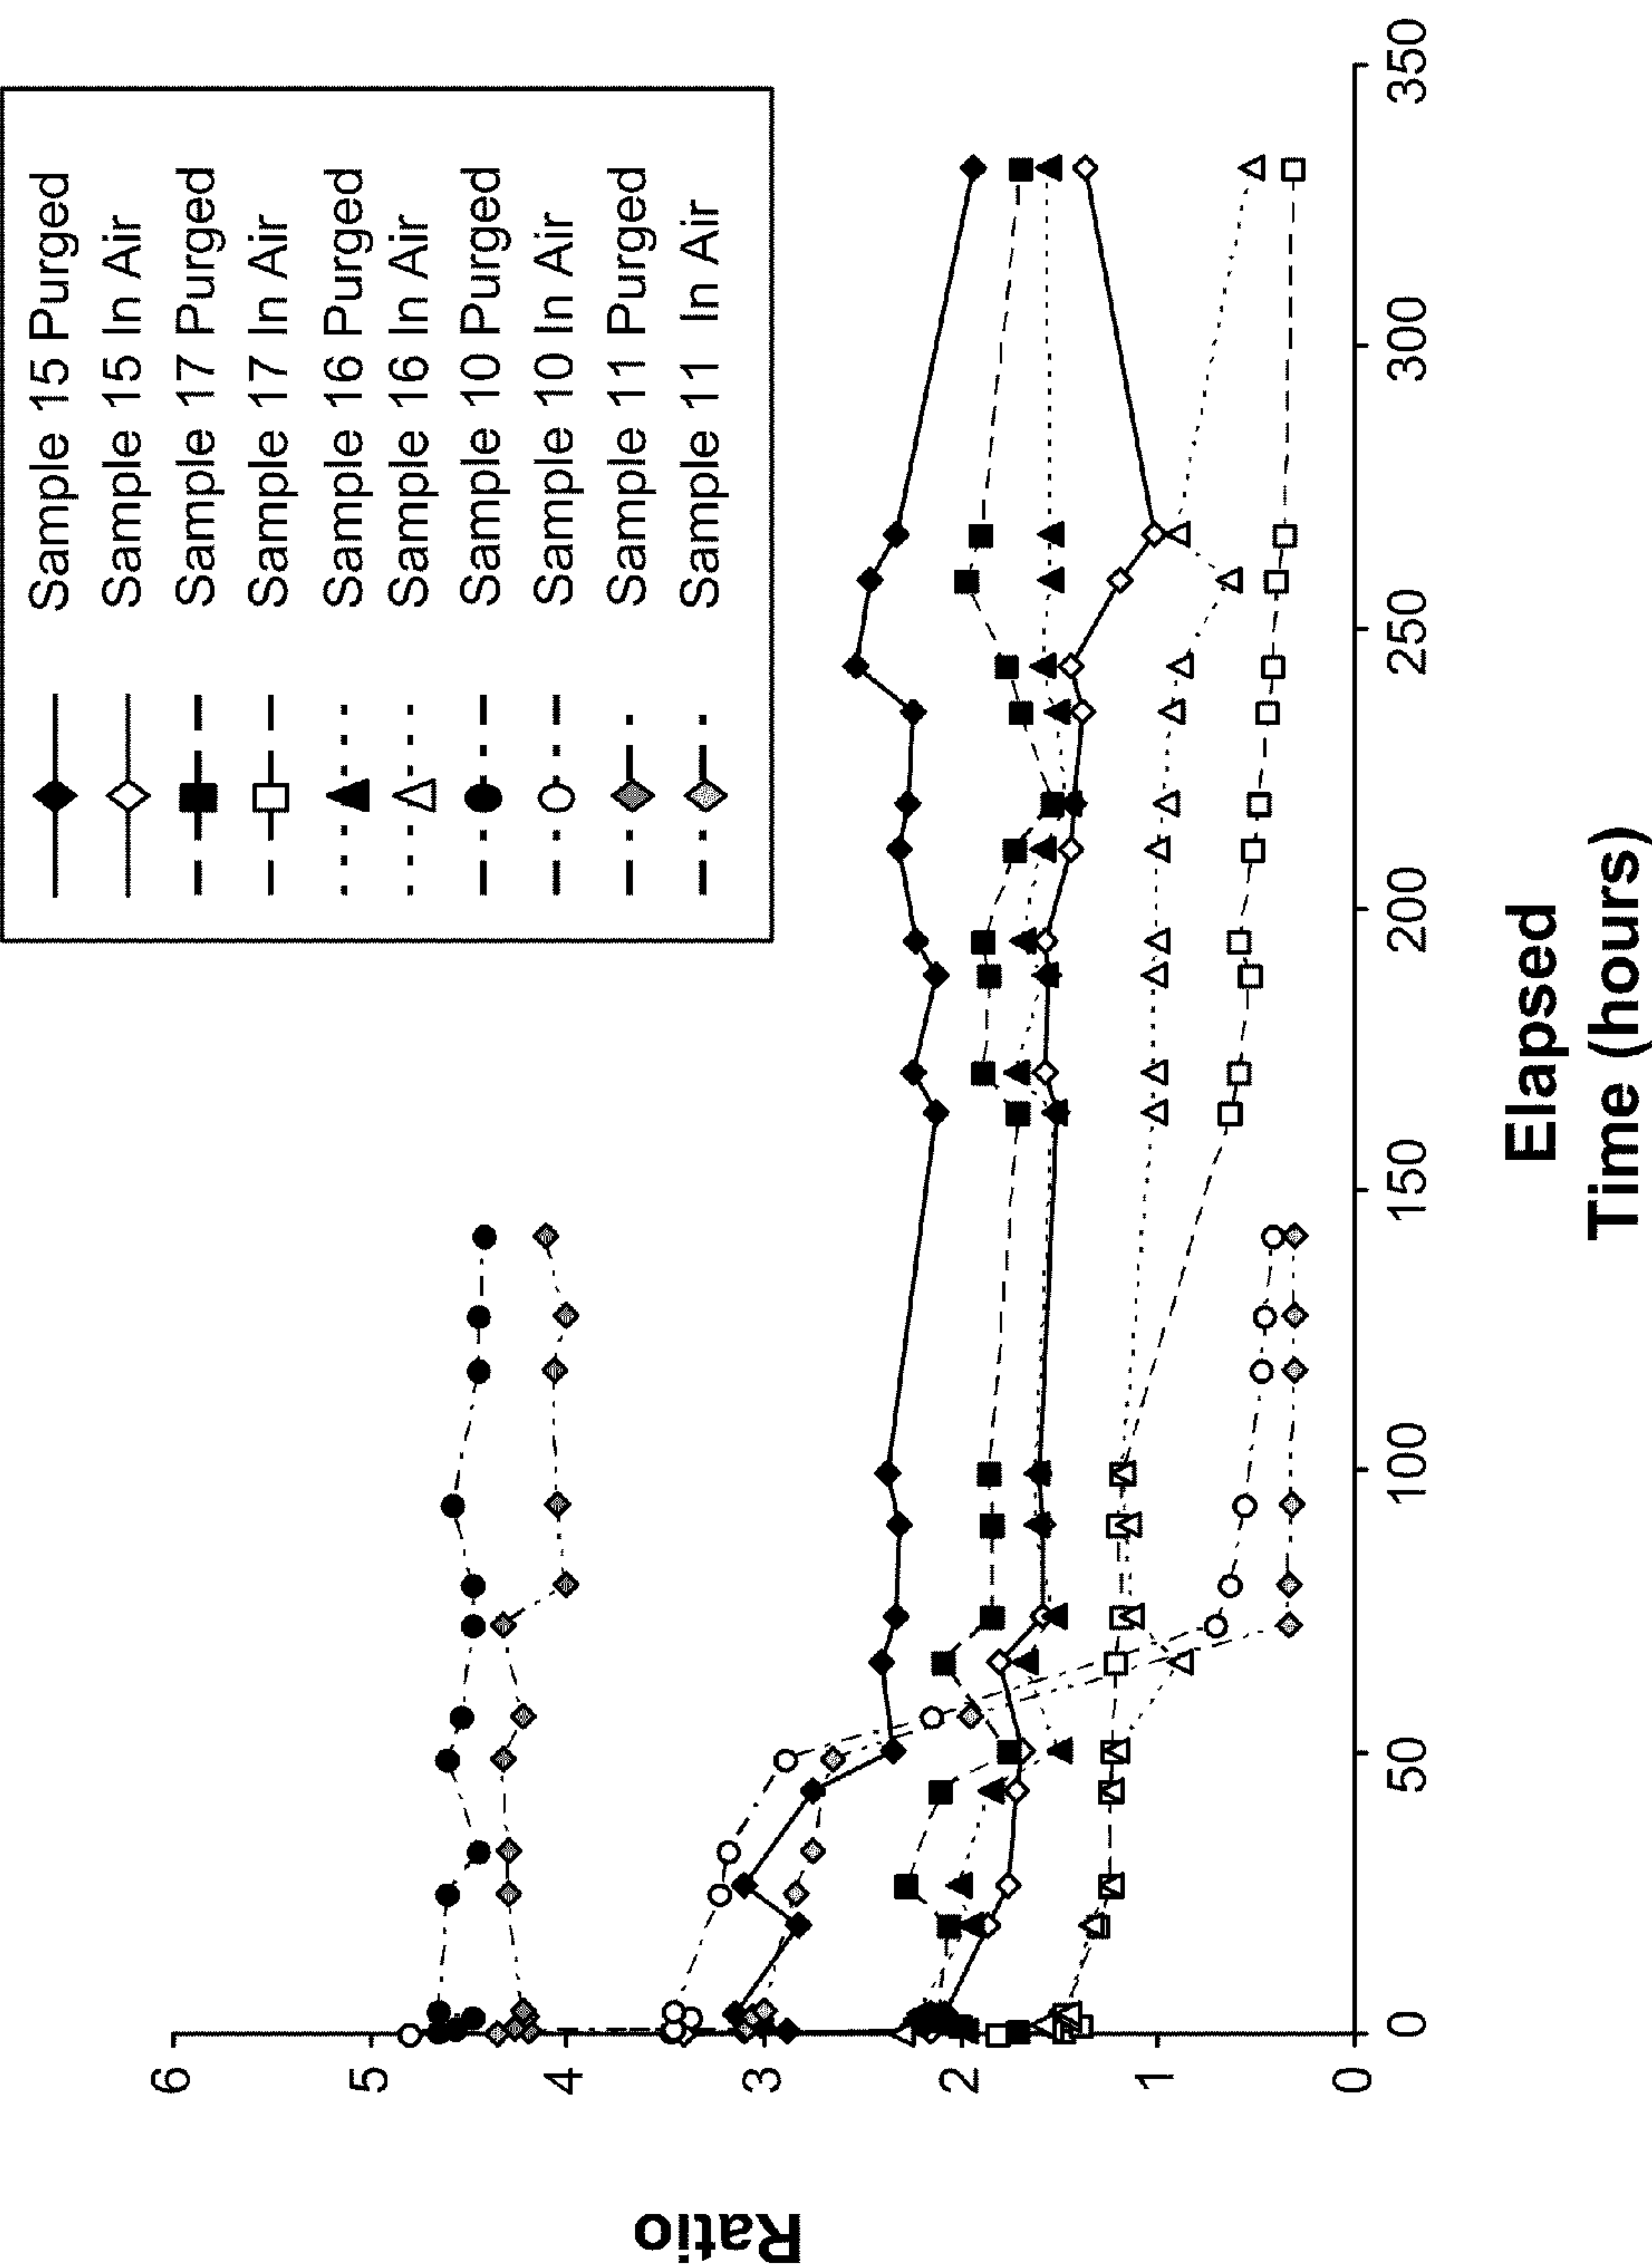 Sample 15 Purged
Sample 15 In Air
Sample 17 Purged
Sample 17 In Air
Sample 16 Purged
Sample 16 In Air
Sample 10 Purged
Sample 10 In Air
Sample 11 Purged
Sample 11 In Air
6
5
4
3
2
1
0
Ratio
0
50
100
150
200
250
300
350
Elapsed
Time (hours)